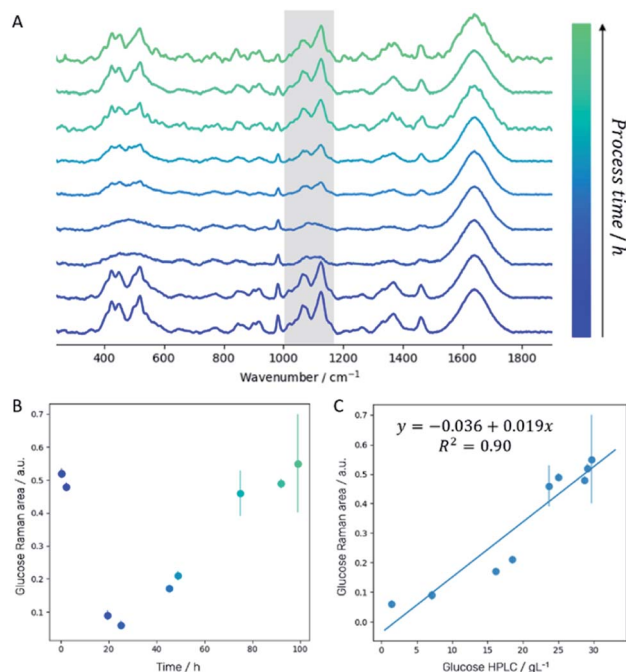 A
Process time / h
400 600 800 1000 1200 1400 1600 1800
Wavenumber / cm⁻¹
B
0.7
0.6
0.5
0.4
0.3
0.2
0.1
Glucose Raman area / a.u.
0 20 40 60 80 100
Time / h
C
y = −0.036 + 0.019x
R² = 0.90
0.7
0.6
0.5
0.4
0.3
0.2
0.1
0.0
Glucose Raman area / a.u.
0 5 10 15 20 25 30
Glucose HPLC / gL⁻¹